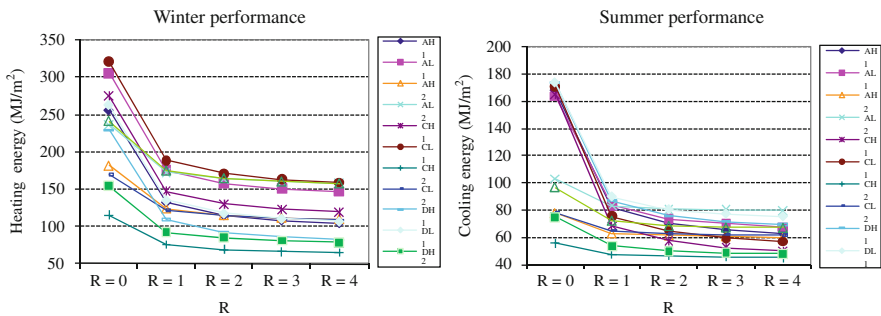 Winter performance
Heating energy (MJ/m²)
350
300
250
200
150
100
50
R = 0 R = 1 R = 2 R = 3 R = 4
R
AH
1
AL
1
AH
2
AL
2
CH
1
CL
1
CH
2
CL
2
DH
1
DL
1
DH
2
Summer performance
Cooling energy (MJ/m²)
200
180
160
140
120
100
80
60
40
R = 0 R = 1 R = 2 R = 3 R = 4
R
AH
1
AL
1
AH
2
AL
2
CH
1
CL
1
CH
2
CL
2
DH
1
DL
1